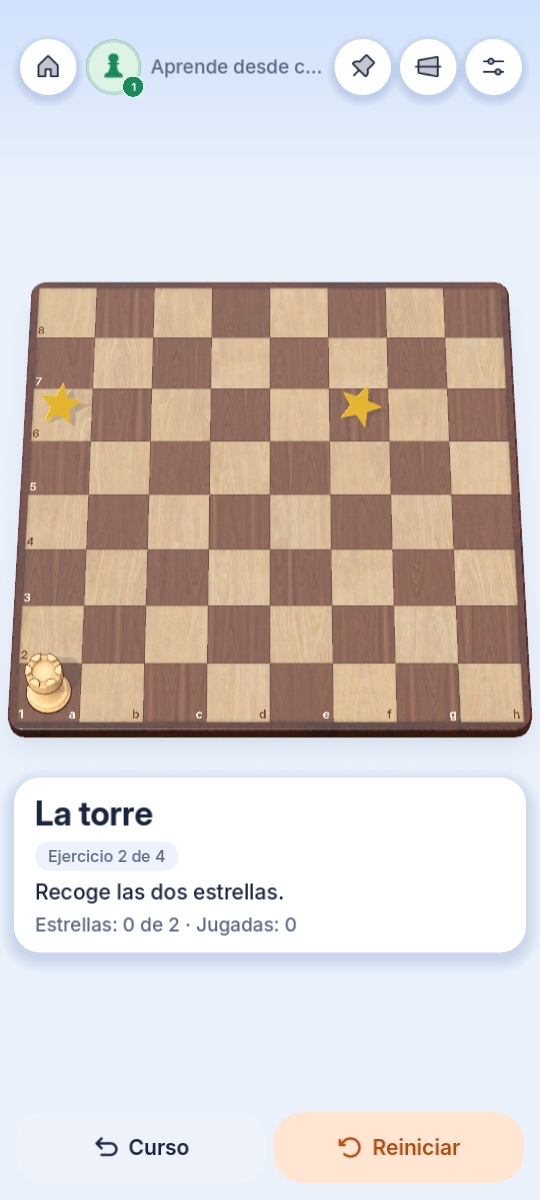 1
Aprende desde c...
8
7
6
5
4
3
2
1 a b c d e f g h
La torre
Ejercicio 2 de 4
Recoge las dos estrellas.
Estrellas: 0 de 2 · Jugadas: 0
Curso
Reiniciar